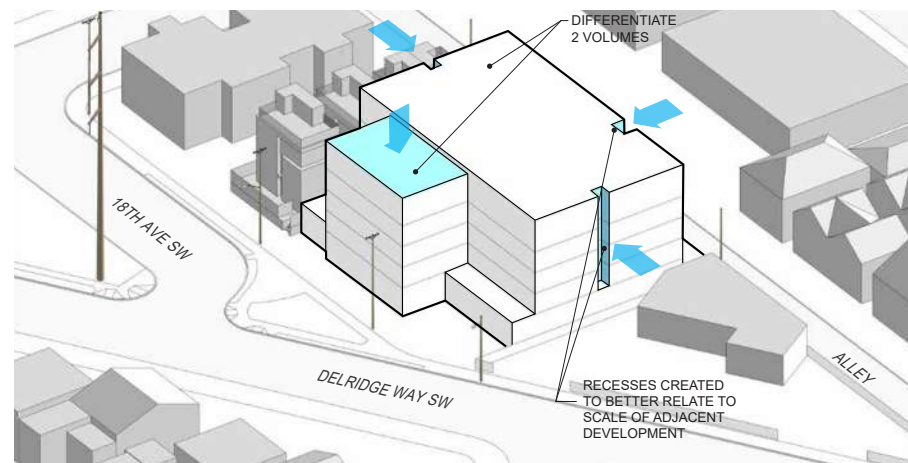 DIFFERENTIATE
2 VOLUMES
18TH AVE SW
DELRIDGE WAY SW
ALLEY
RECESSES CREATED
TO BETTER RELATE TO
SCALE OF ADJACENT
DEVELOPMENT